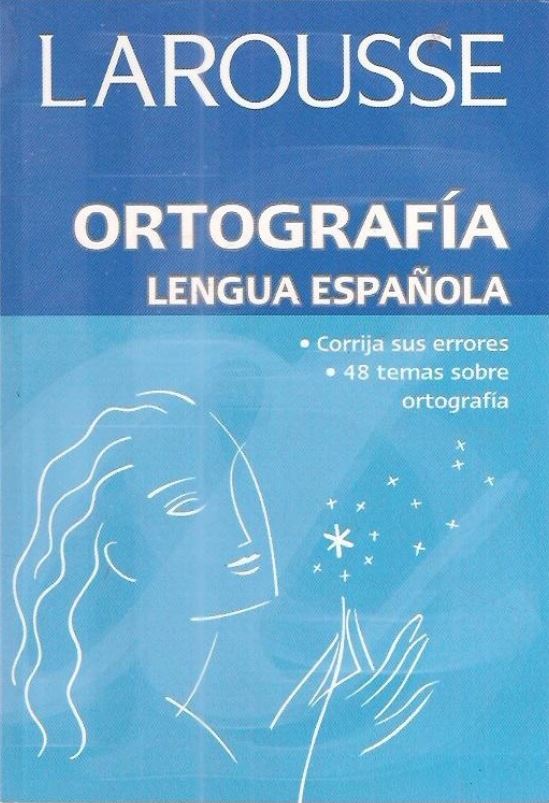 LAROUSSE
ORTOGRAFÍA
LENGUA ESPAÑOLA
• Corrija sus errores
• 48 temas sobre
ortografía